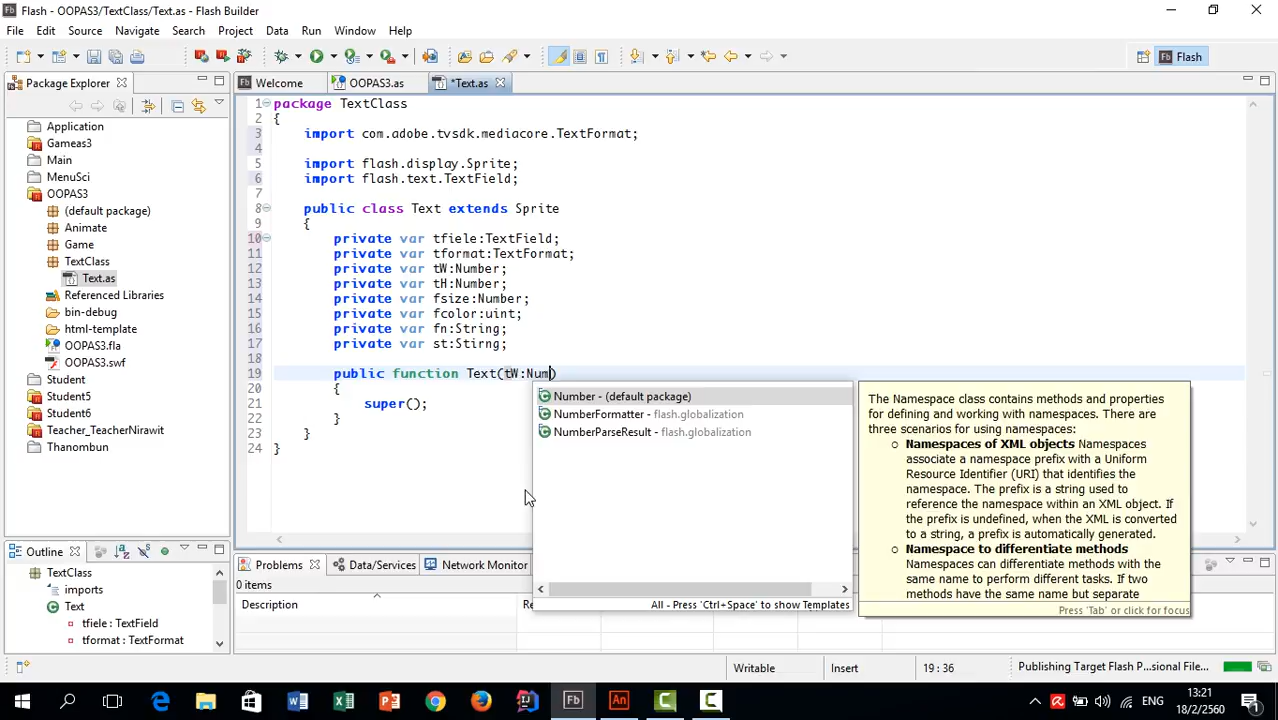 Flash - OOPAS3/TextClass/Text.as - Flash Builder
File Edit Source Navigate Search Project Data Run Window Help
Flash
Package Explorer
Welcome
OOPAS3.as
*Text.as
Application
Gameas3
Main
MenuSci
OOPAS3
(default package)
Animate
Game
TextClass
Text.as
Referenced Libraries
bin-debug
html-template
OOPAS3.fla
OOPAS3.swf
Student
Student5
Student6
Teacher_TeacherNirawit
Thanombun
1 package TextClass
2 {
3 import com.adobe.tvsdk.mediacore.TextFormat;
4
5 import flash.display.Sprite;
6 import flash.text.TextField;
7
8 public class Text extends Sprite
9 {
10 private var tfiele:TextField;
11 private var tformat:TextFormat;
12 private var tW:Number;
13 private var tH:Number;
14 private var fsize:Number;
15 private var fcolor:uint;
16 private var fn:String;
17 private var st:Stirng;
18
19 public function Text(tW:Num)
20 {
21 super();
22 }
23 }
24 }
Number - (default package)
NumberFormatter - flash.globalization
NumberParseResult - flash.globalization
All - Press 'Ctrl+Space' to show Templates
The Namespace class contains methods and properties
for defining and working with namespaces. There are
three scenarios for using namespaces:
Namespaces of XML objects Namespaces
associate a namespace prefix with a Uniform
Resource Identifier (URI) that identifies the
namespace. The prefix is a string used to
reference the namespace within an XML object. If
the prefix is undefined, when the XML is converted
to a string, a prefix is automatically generated.
Namespace to differentiate methods
Namespaces can differentiate methods with the
same name to perform different tasks. If two
methods have the same name but separate
Press 'Tab' or click for focus
Outline
TextClass
imports
Text
tfiele : TextField
tformat : TextFormat
Problems
Data/Services
Network Monitor
0 items
Description
Re
Writable
Insert
19 : 36
Publishing Target Flash P...sional File...
ENG
13:21
18/2/2560